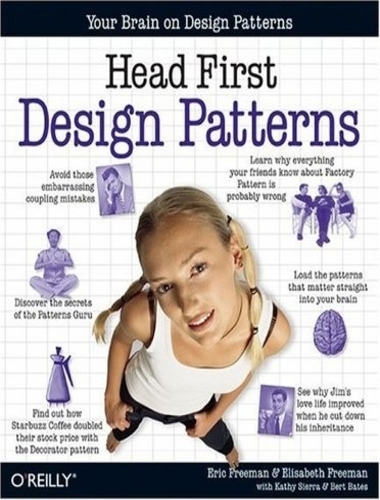 Your Brain on Design Patterns
Head First
Design Patterns
Avoid those
embarrassing
coupling mistakes
Learn why everything
your friends know about Factory
Pattern is
probably wrong
Discover the secrets
of the Patterns Guru
Load the patterns
that matter straight
into your brain
Find out how
Starbuzz Coffee doubled
their stock price with
the Decorator pattern
See why Jim's
love life improved
when he cut down
his inheritance
O'REILLY®
Eric Freeman & Elisabeth Freeman
with Kathy Sierra & Bert Bates